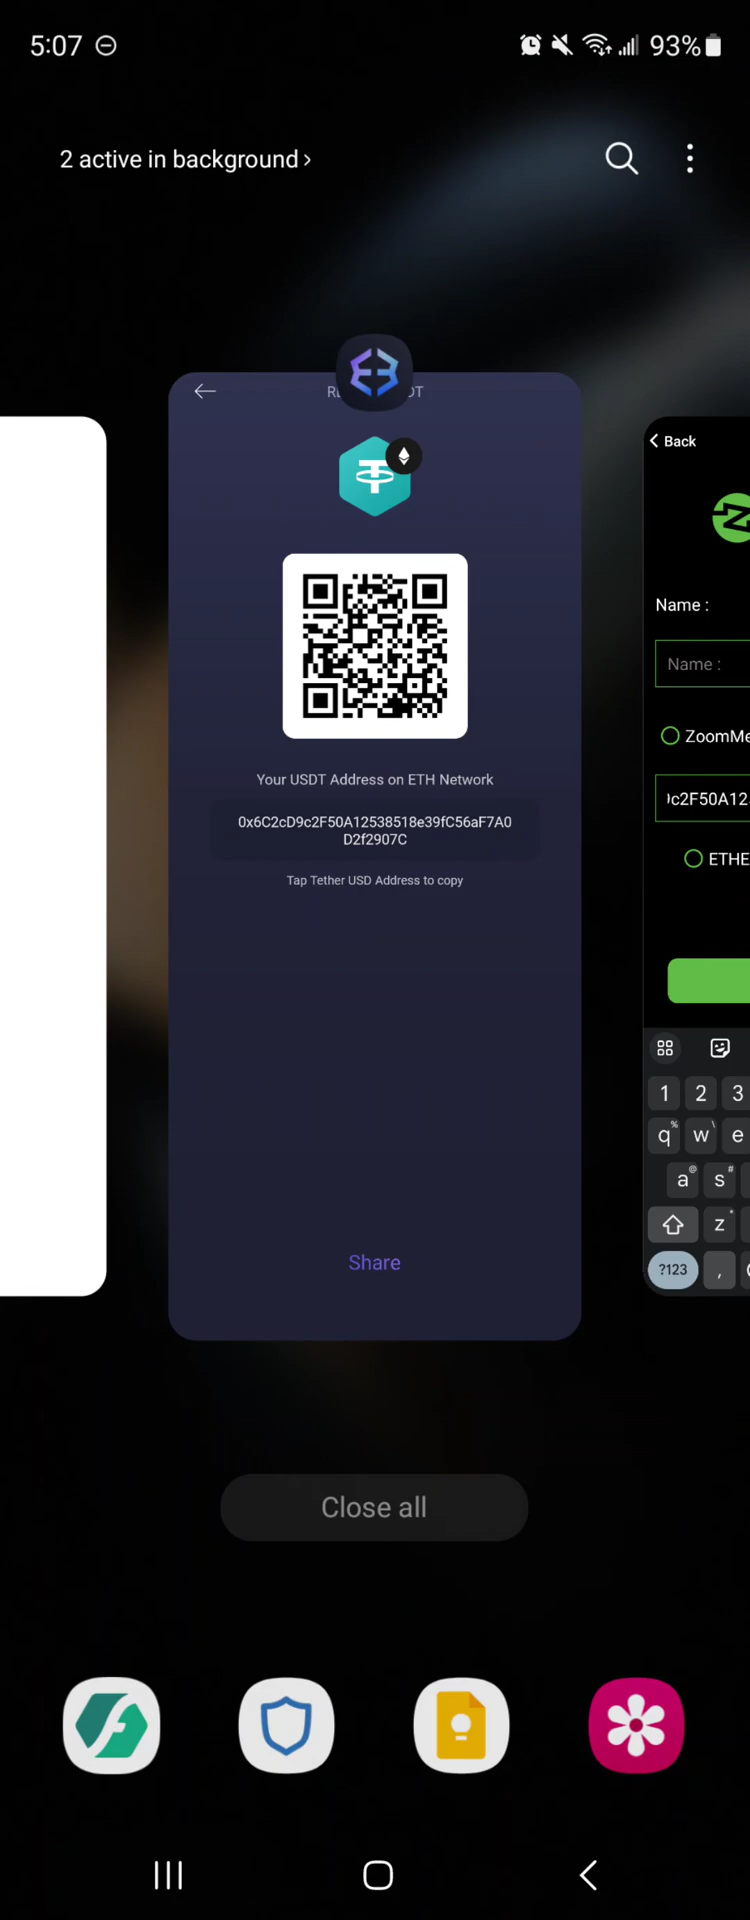 5:07
93%
2 active in background >
Your USDT Address on ETH Network
0x6C2cD9c2F50A12538518e39fC56aF7A0
D2f2907C
Tap Tether USD Address to copy
Share
Back
Name :
Name :
c2F50A12
1 2 3
q w e
a s
z
?123 ,
Close all